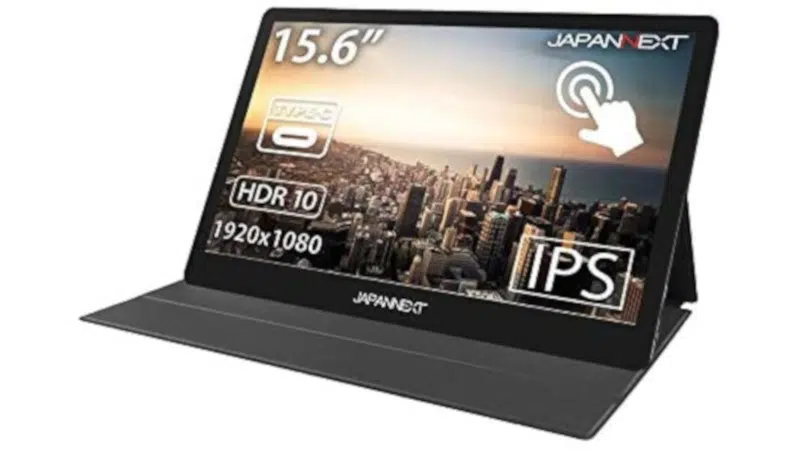 15.6”
JAPANNEXT
TYPE-C
HDR 10
1920x1080
IPS
JAPANNEXT